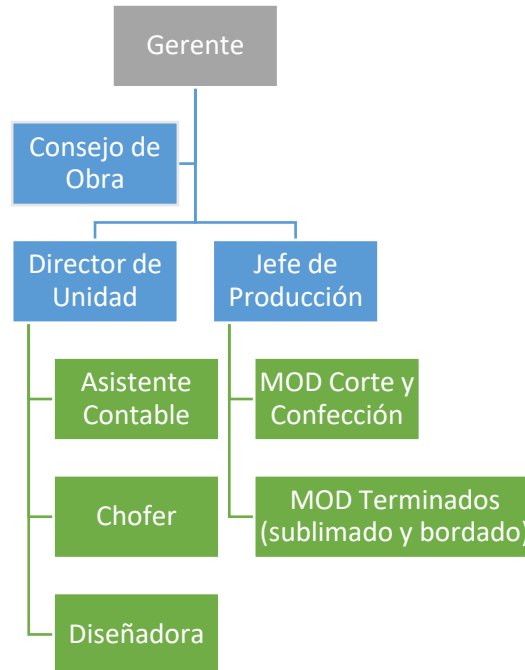 Gerente
Consejo de
Obra
Director de
Unidad
Jefe de
Producción
Asistente
Contable
MOD Corte y
Confección
Chofer
MOD Terminados
(sublimado y bordado)
Diseñadora